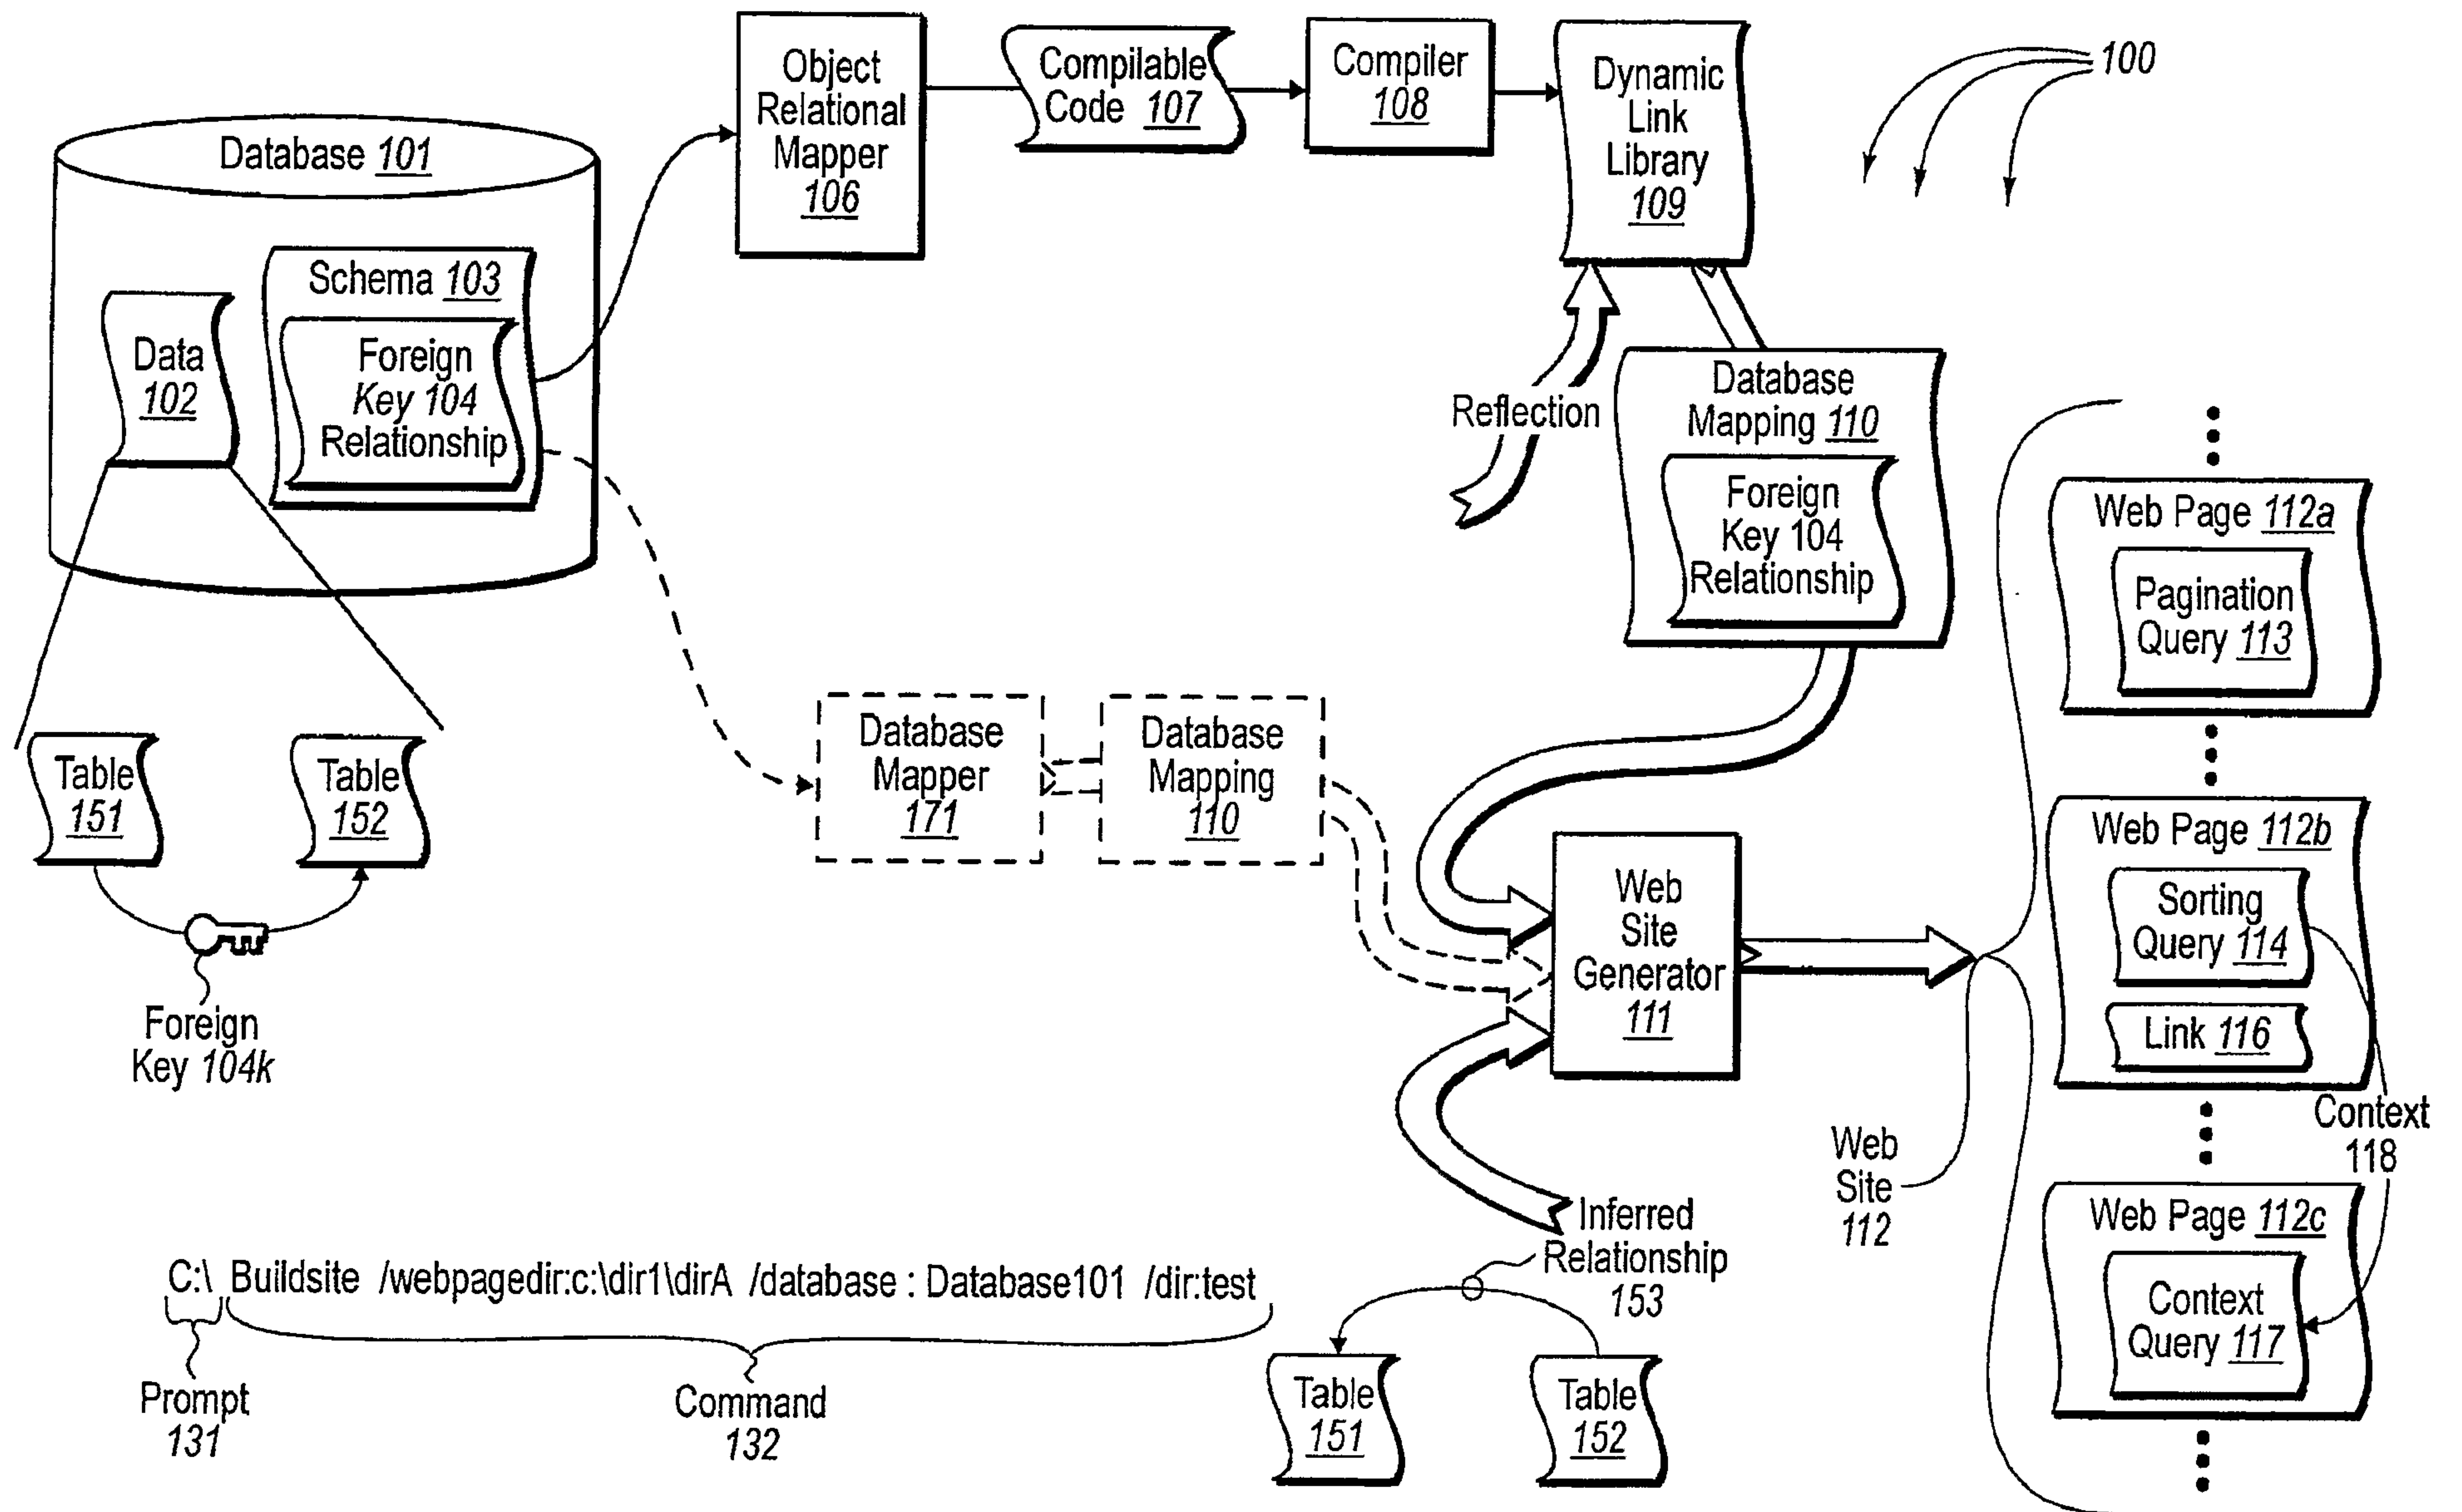 Object
Relational
Mapper
106
Compilable
Code 107
Compiler
108
Dynamic
Link
Library
109
100
Database 101
Schema 103
Foreign
Key 104
Relationship
Data
102
Reflection
Database
Mapping 110
Foreign
Key 104
Relationship
Web Page 112a
Pagination
Query 113
Table
151
Table
152
Foreign
Key 104k
Database
Mapper
171
Database
Mapping
110
Web
Site
Generator
111
Web Page 112b
Sorting
Query 114
Link 116
Context
118
Web
Site
112
Web Page 112c
Context
Query 117
Inferred
Relationship
153
Table
151
Table
152
C:\ Buildsite /webpagedir:c:\dir1\dirA /database : Database101 /dir:test
Prompt
131
Command
132